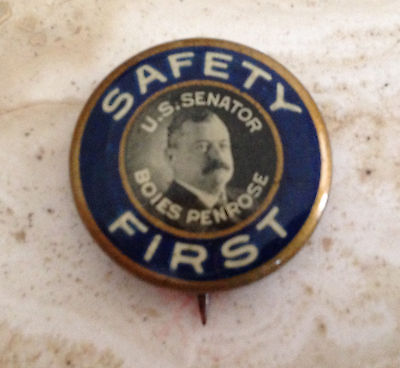 SAFETY
U.S. SENATOR
BOIES PENROSE
FIRST